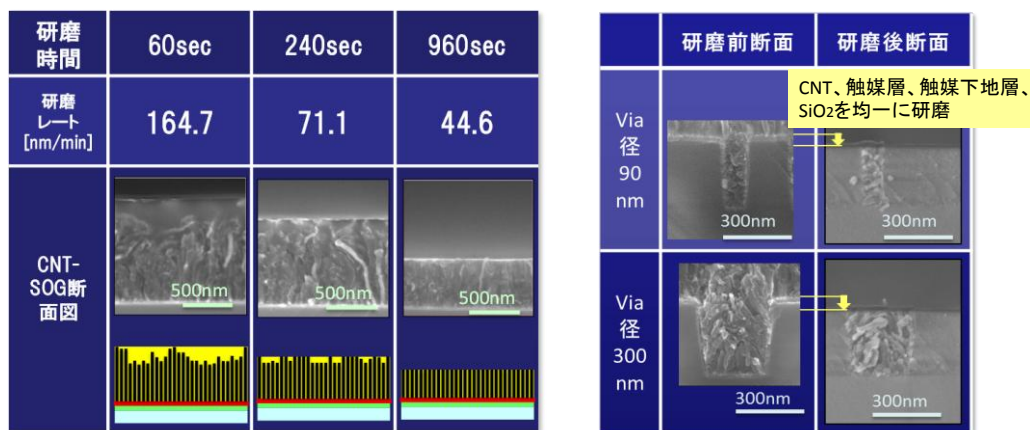 研磨
時間
60sec
240sec
960sec
研磨
レート
[nm/min]
164.7
71.1
44.6
CNT-
SOG断
面図
500nm
500nm
500nm
研磨前断面
研磨後断面
CNT、触媒層、触媒下地層、
SiO2を均一に研磨
Via
径
90
nm
300nm
300nm
Via
径
300
nm
300nm
300nm